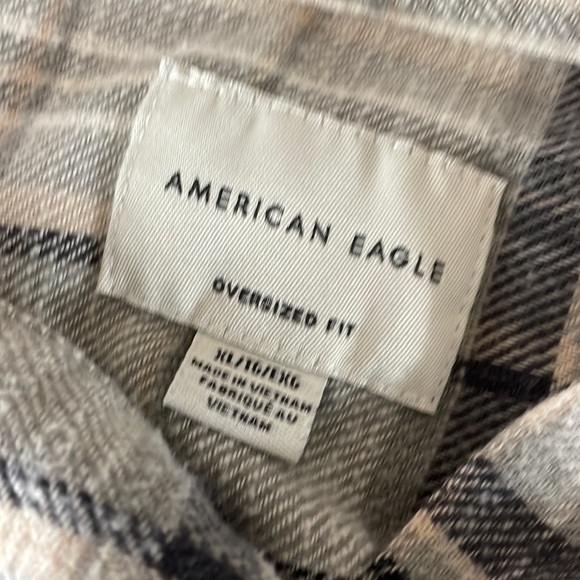 AMERICAN EAGLE
OVERSIZED FIT
XL/TG/EXG
MADE IN VIETNAM
FABRIQUÉ AU
VIETNAM